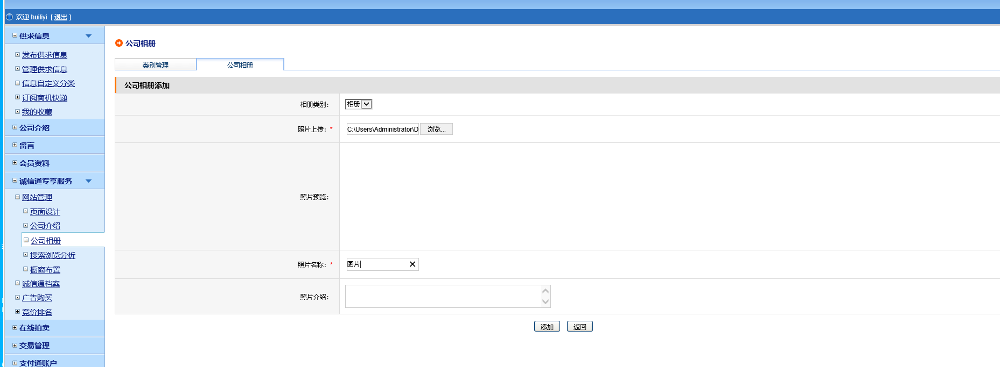 欢迎 huiliyi [ 退出 ]
供求信息
发布供求信息
管理供求信息
信息自定义分类
订阅商机快递
我的收藏
公司介绍
留言
会员资料
诚信通专享服务
网站管理
页面设计
公司介绍
公司相册
搜索浏览分析
橱窗布置
诚信通档案
广告购买
竞价排名
在线拍卖
交易管理
支付通账户
公司相册
类别管理
公司相册
公司相册添加
相册类别: 相册
照片上传: * C:\Users\Administrator\D 浏览...
照片预览:
照片名称: * 图片
照片介绍:
添加 返回